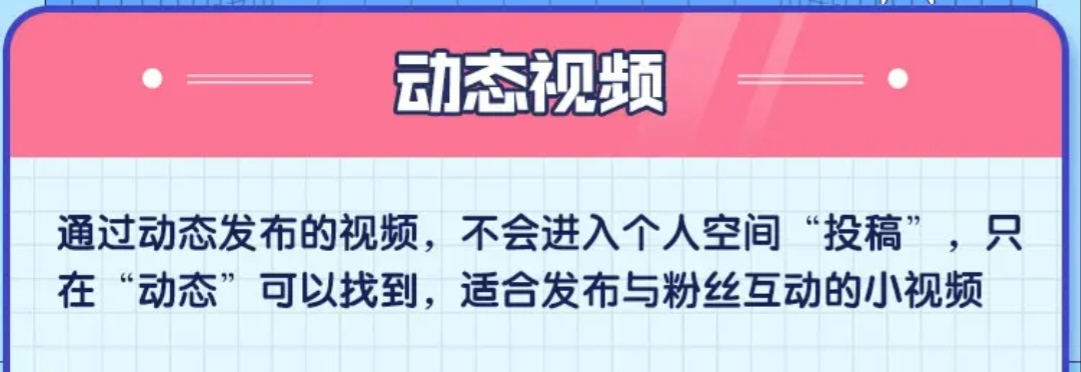 动态视频
通过动态发布的视频，不会进入个人空间“投稿”，只
在“动态”可以找到，适合发布与粉丝互动的小视频